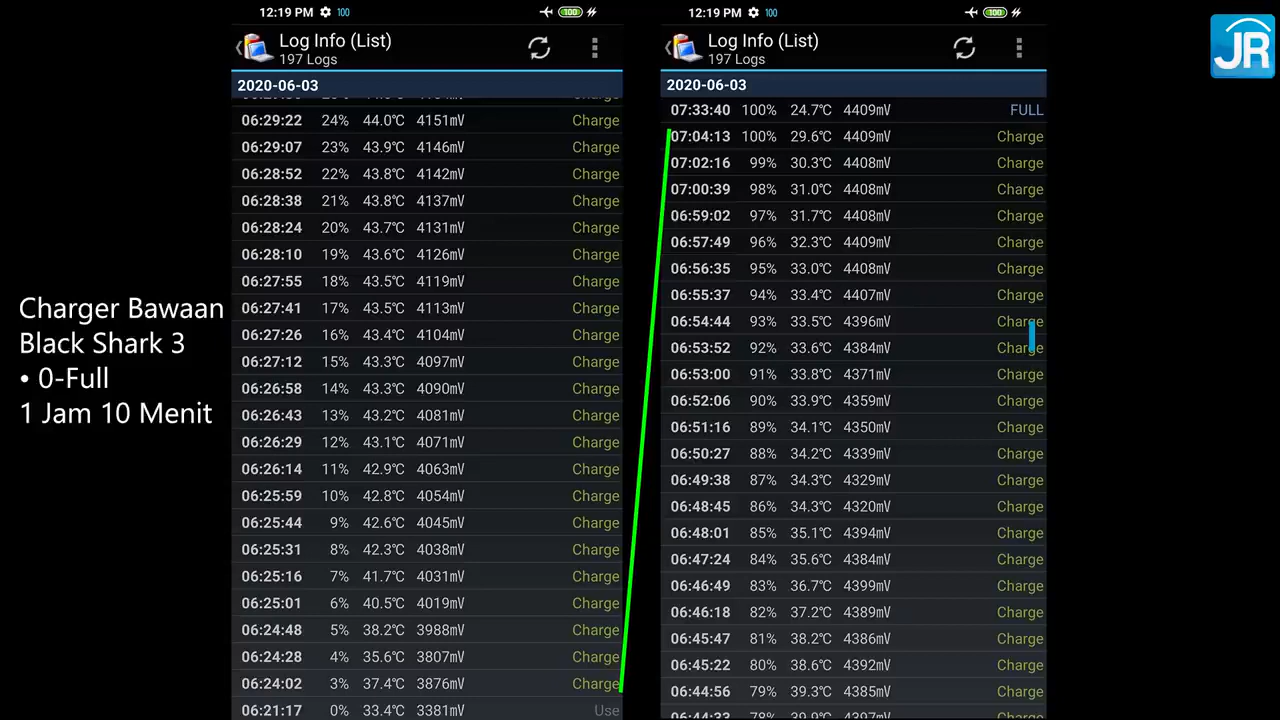 Charger Bawaan
Black Shark 3
• 0-Full
1 Jam 10 Menit
12:19 PM 100 100
Log Info (List)
197 Logs
2020-06-03
06:29:22 24% 44.0℃ 4151mV Charge
06:29:07 23% 43.9℃ 4146mV Charge
06:28:52 22% 43.8℃ 4142mV Charge
06:28:38 21% 43.8℃ 4137mV Charge
06:28:24 20% 43.7℃ 4131mV Charge
06:28:10 19% 43.6℃ 4126mV Charge
06:27:55 18% 43.5℃ 4119mV Charge
06:27:41 17% 43.5℃ 4113mV Charge
06:27:26 16% 43.4℃ 4104mV Charge
06:27:12 15% 43.3℃ 4097mV Charge
06:26:58 14% 43.3℃ 4090mV Charge
06:26:43 13% 43.2℃ 4081mV Charge
06:26:29 12% 43.1℃ 4071mV Charge
06:26:14 11% 42.9℃ 4063mV Charge
06:25:59 10% 42.8℃ 4054mV Charge
06:25:44 9% 42.6℃ 4045mV Charge
06:25:31 8% 42.3℃ 4038mV Charge
06:25:16 7% 41.7℃ 4031mV Charge
06:25:01 6% 40.5℃ 4019mV Charge
06:24:48 5% 38.2℃ 3988mV Charge
06:24:28 4% 35.6℃ 3807mV Charge
06:24:02 3% 37.4℃ 3876mV Charge
06:21:17 0% 33.4℃ 3381mV Use
12:19 PM 100 100
Log Info (List)
197 Logs
2020-06-03
07:33:40 100% 24.7℃ 4409mV FULL
07:04:13 100% 29.6℃ 4409mV Charge
07:02:16 99% 30.3℃ 4408mV Charge
07:00:39 98% 31.0℃ 4408mV Charge
06:59:02 97% 31.7℃ 4408mV Charge
06:57:49 96% 32.3℃ 4409mV Charge
06:56:35 95% 33.0℃ 4408mV Charge
06:55:37 94% 33.4℃ 4407mV Charge
06:54:44 93% 33.5℃ 4396mV Charge
06:53:52 92% 33.6℃ 4384mV Charge
06:53:00 91% 33.8℃ 4371mV Charge
06:52:06 90% 33.9℃ 4359mV Charge
06:51:16 89% 34.1℃ 4350mV Charge
06:50:27 88% 34.2℃ 4339mV Charge
06:49:38 87% 34.3℃ 4329mV Charge
06:48:45 86% 34.3℃ 4320mV Charge
06:48:01 85% 35.1℃ 4394mV Charge
06:47:24 84% 35.6℃ 4384mV Charge
06:46:49 83% 36.7℃ 4399mV Charge
06:46:18 82% 37.2℃ 4389mV Charge
06:45:47 81% 38.2℃ 4386mV Charge
06:45:22 80% 38.6℃ 4392mV Charge
06:44:56 79% 39.3℃ 4385mV Charge
JR